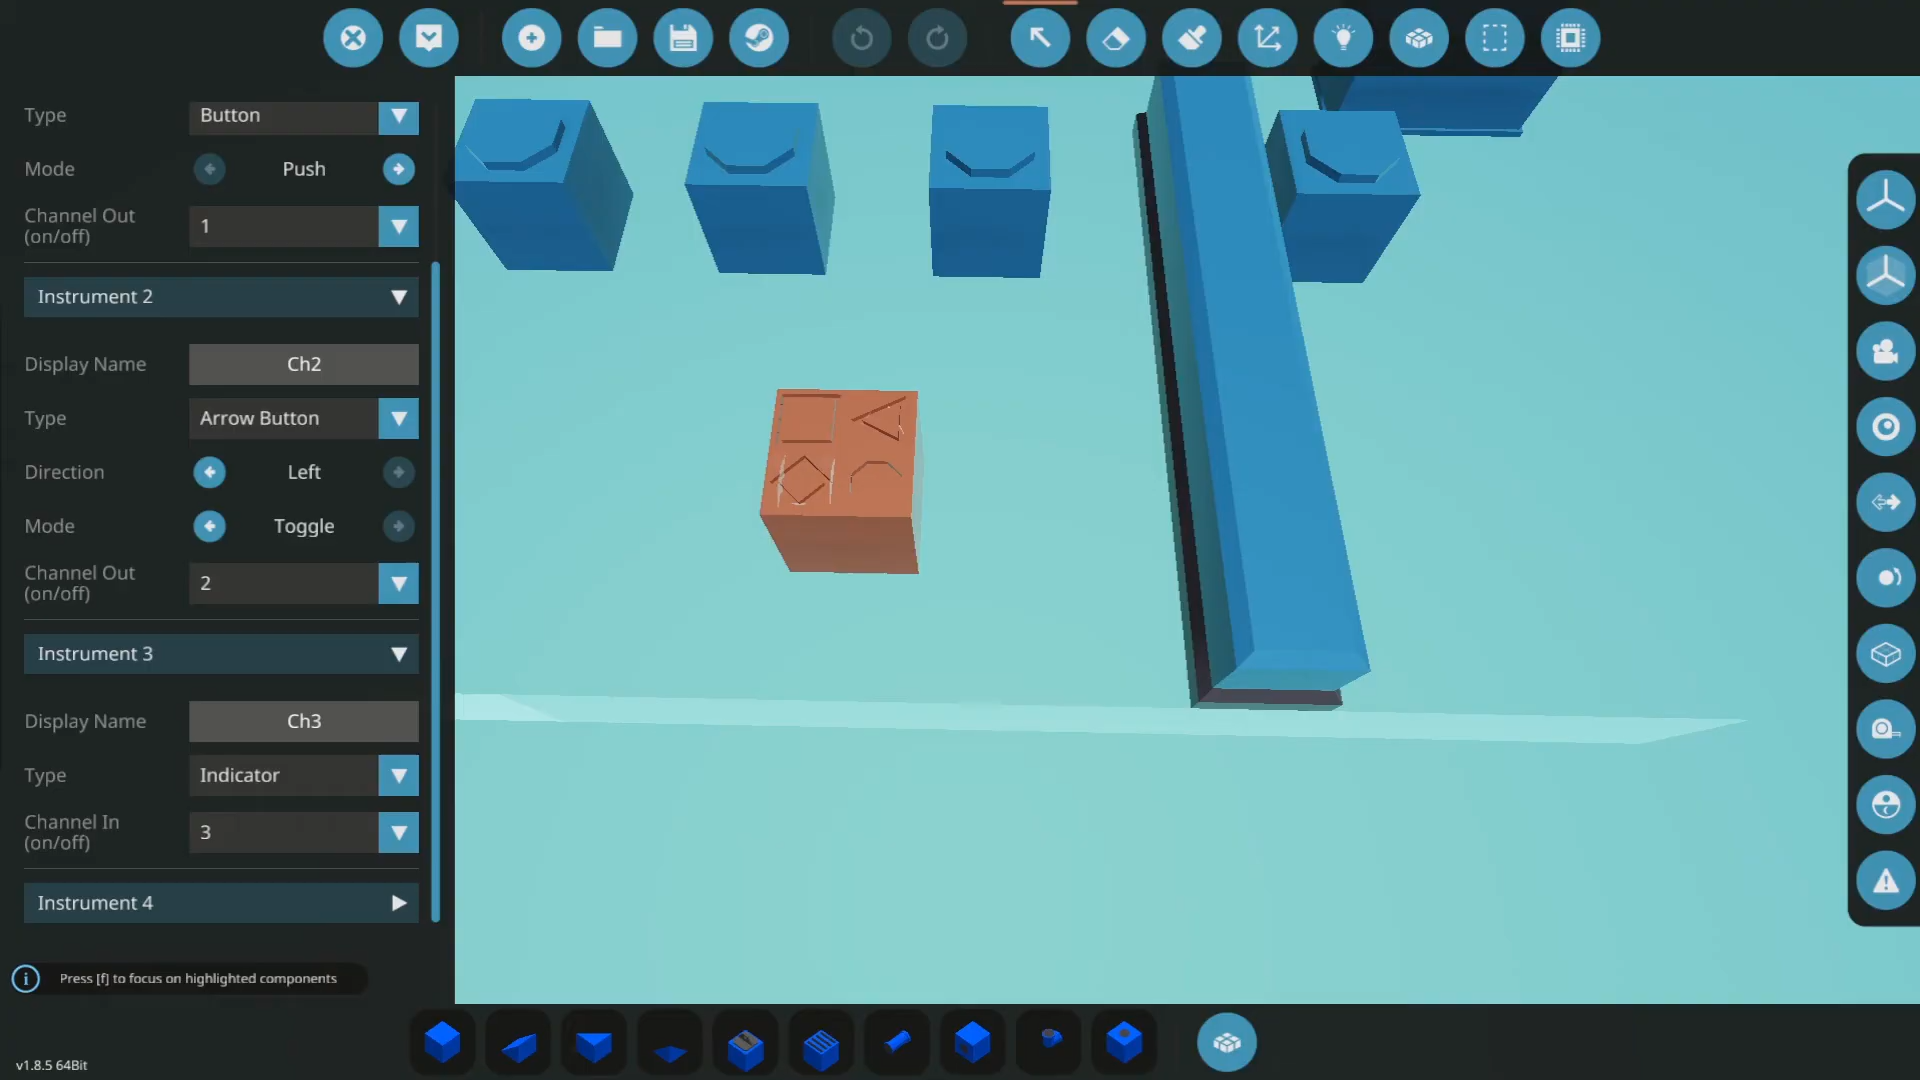 Type
Button
Mode
Push
Channel Out
(on/off)
1
Instrument 2
Display Name
Ch2
Type
Arrow Button
Direction
Left
Mode
Toggle
Channel Out
(on/off)
2
Instrument 3
Display Name
Ch3
Type
Indicator
Channel In
(on/off)
3
Instrument 4
Press [f] to focus on highlighted components
v1.8.5 64Bit